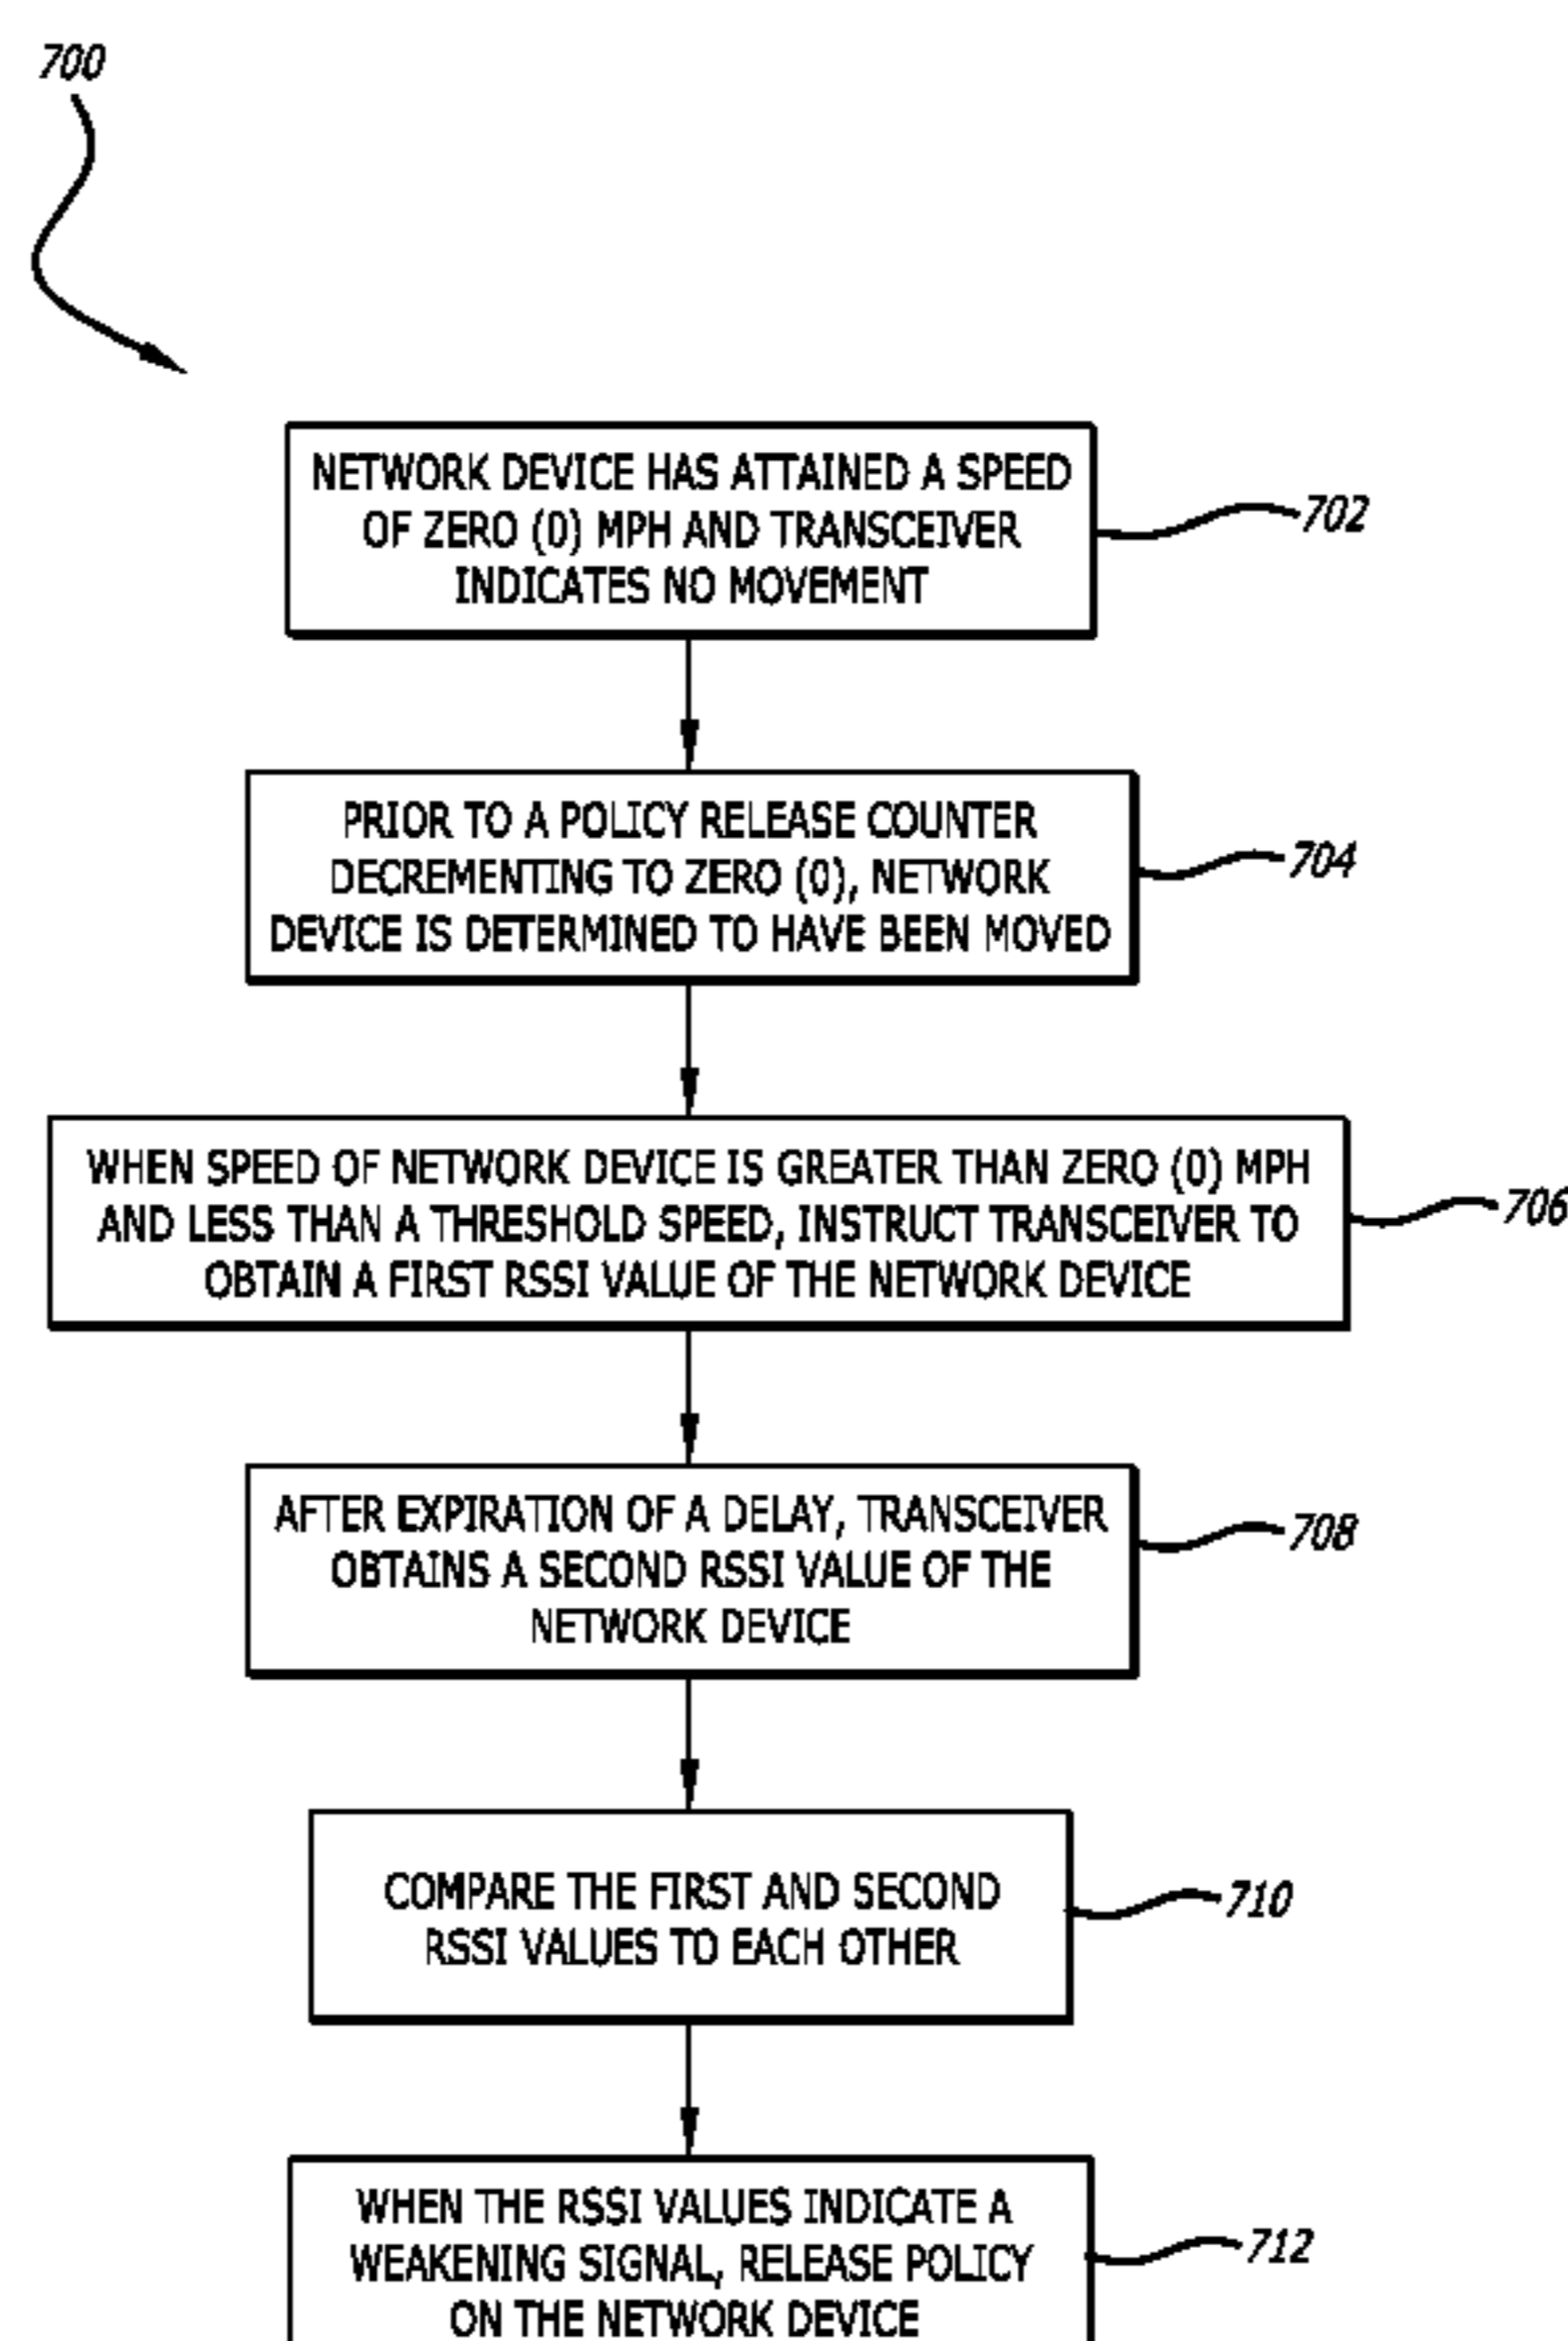 700
NETWORK DEVICE HAS ATTAINED A SPEED
OF ZERO (0) MPH AND TRANSCEIVER
INDICATES NO MOVEMENT
702
PRIOR TO A POLICY RELEASE COUNTER
DECREMENTING TO ZERO (0), NETWORK
DEVICE IS DETERMINED TO HAVE BEEN MOVED
704
WHEN SPEED OF NETWORK DEVICE IS GREATER THAN ZERO (0) MPH
AND LESS THAN A THRESHOLD SPEED, INSTRUCT TRANSCEIVER TO
OBTAIN A FIRST RSSI VALUE OF THE NETWORK DEVICE
706
AFTER EXPIRATION OF A DELAY, TRANSCEIVER
OBTAINS A SECOND RSSI VALUE OF THE
NETWORK DEVICE
708
COMPARE THE FIRST AND SECOND
RSSI VALUES TO EACH OTHER
710
WHEN THE RSSI VALUES INDICATE A
WEAKENING SIGNAL, RELEASE POLICY
ON THE NETWORK DEVICE
712